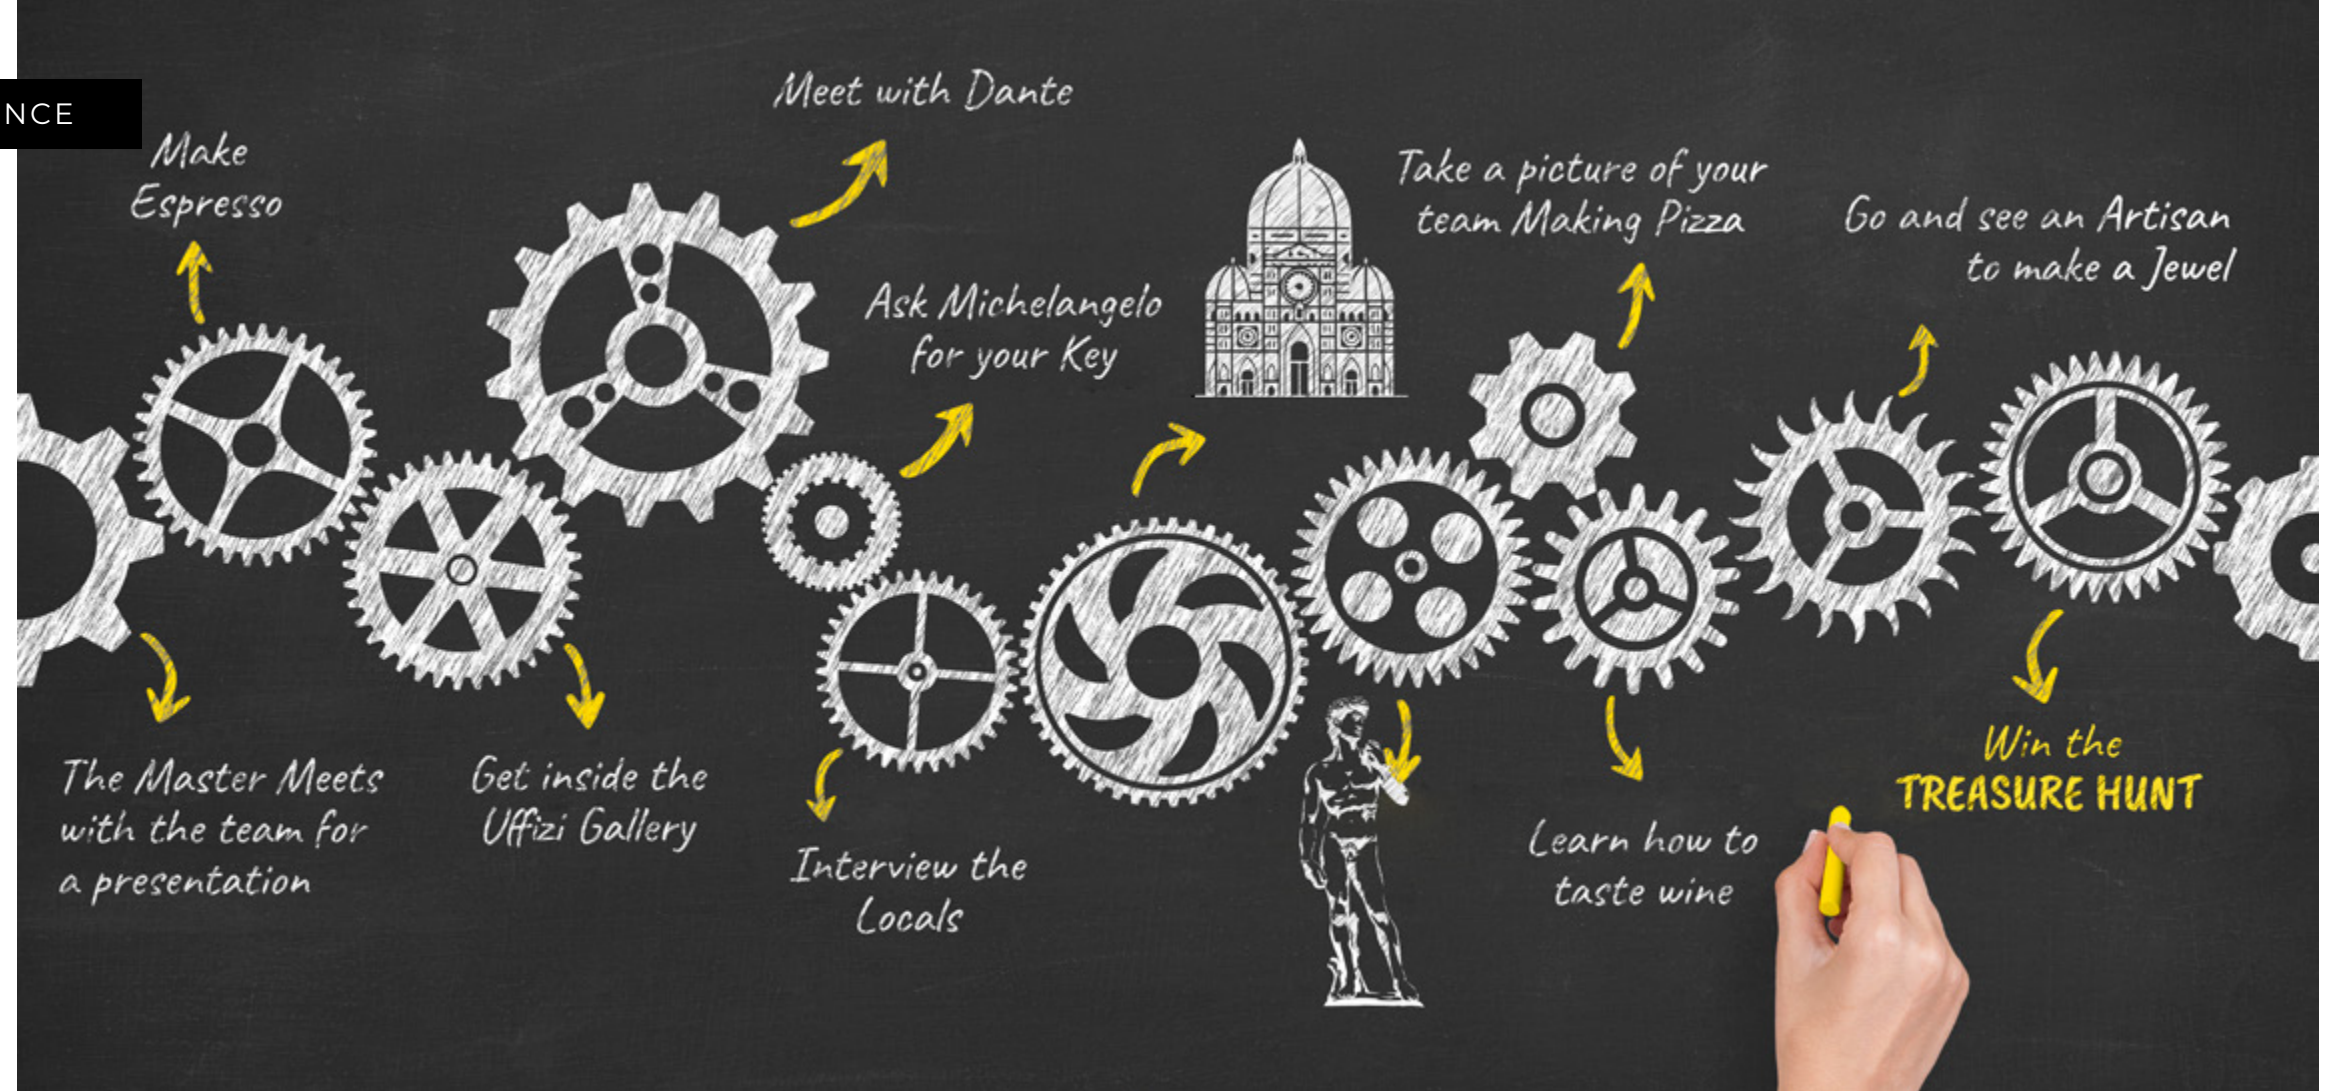 NCE
Make
Espresso
Meet with Dante
Ask Michelangelo
for your Key
Take a picture of your
team Making Pizza
Go and see an Artisan
to make a Jewel
The Master Meets
with the team for
a presentation
Get inside the
Uffizi Gallery
Interview the
Locals
Learn how to
taste wine
Win the
TREASURE HUNT